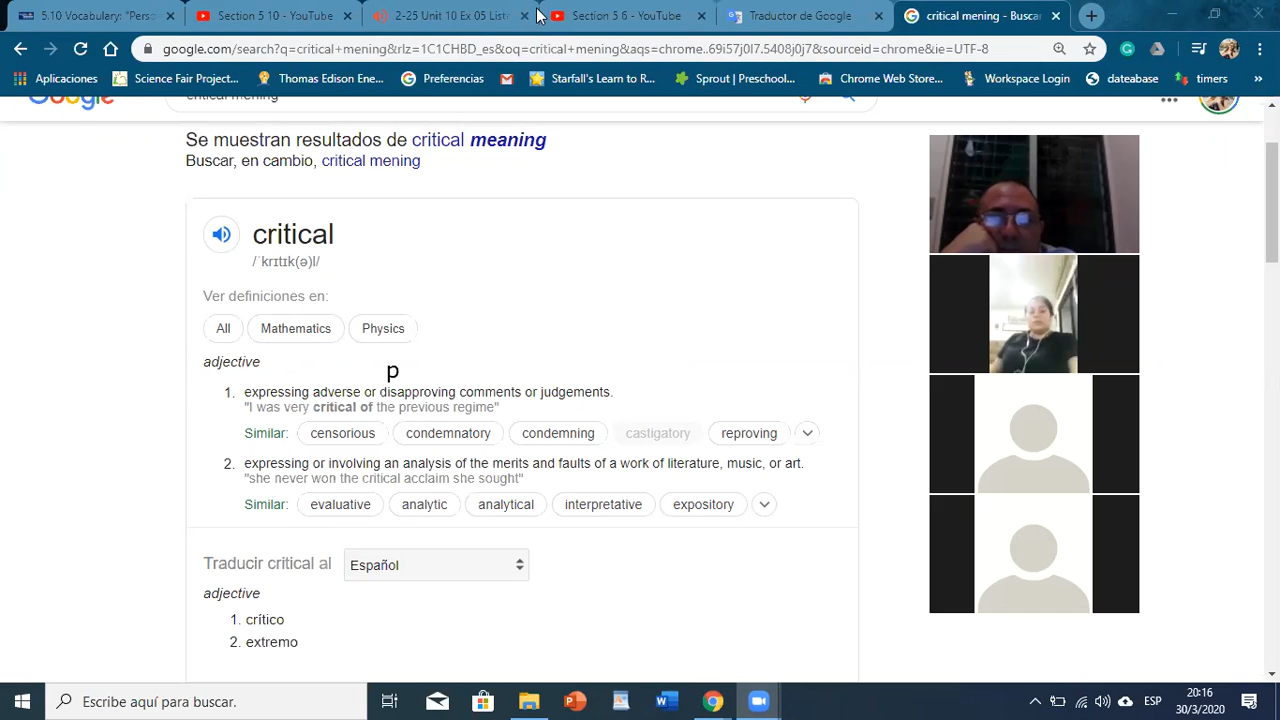 5.10 Vocabulary: "Pers
Section 5 10 - YouTube
2-25 Unit 10 Ex 05 List
Section 5 6 - YouTube
Traductor de Google
critical mening - Buscar
google.com/search?q=critical+mening&rlz=1C1CHBD_es&oq=critical+mening&aqs=chrome..69i57j0l7.5408j0j7&sourceid=chrome&ie=UTF-8
Aplicaciones
Science Fair Project...
Thomas Edison Ene...
Preferencias
Starfall's Learn to R...
Sprout | Preschool...
Chrome Web Store...
Workspace Login
dateabase
timers
»
Google
critical mening
Se muestran resultados de critical meaning
Buscar, en cambio, critical mening
critical
/ˈkrɪtɪk(ə)l/
Ver definiciones en:
All
Mathematics
Physics
adjective
p
1. expressing adverse or disapproving comments or judgements.
"I was very critical of the previous regime"
Similar: censorious condemnatory condemning castigatory reproving
2. expressing or involving an analysis of the merits and faults of a work of literature, music, or art.
"she never won the critical acclaim she sought"
Similar: evaluative analytic analytical interpretative expository
Traducir critical al Español
adjective
1. crítico
2. extremo
Escribe aquí para buscar.
ESP
20:16
30/3/2020